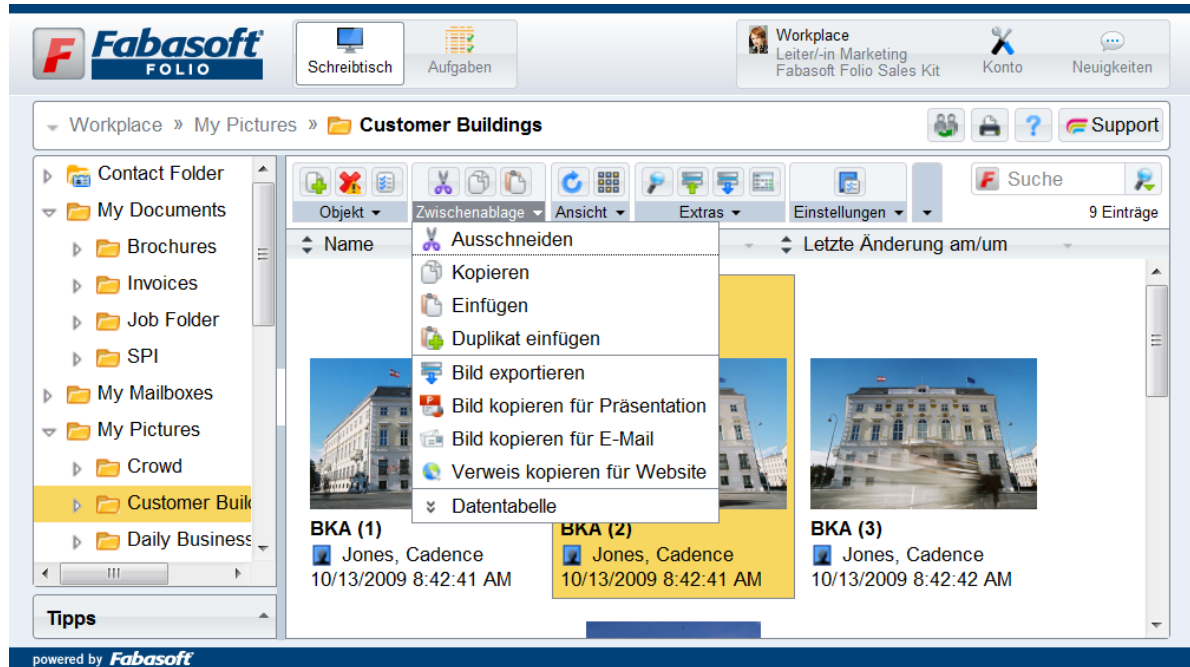 Fabasoft
FOLIO
Schreibtisch
Aufgaben
Workplace
Leiter/-in Marketing
Fabasoft Folio Sales Kit
Konto
Neuigkeiten
Workplace » My Pictures » Customer Buildings
Support
Contact Folder
My Documents
Brochures
Invoices
Job Folder
SPI
My Mailboxes
My Pictures
Crowd
Customer Buil
Daily Business
Tipps
Objekt
Zwischenablage
Ansicht
Extras
Einstellungen
Suche
9 Einträge
Name
Letzte Änderung am/um
Ausschneiden
Kopieren
Einfügen
Duplikat einfügen
Bild exportieren
Bild kopieren für Präsentation
Bild kopieren für E-Mail
Verweis kopieren für Website
Datentabelle
BKA (1)
Jones, Cadence
10/13/2009 8:42:41 AM
BKA (2)
Jones, Cadence
10/13/2009 8:42:41 AM
BKA (3)
Jones, Cadence
10/13/2009 8:42:42 AM
powered by Fabasoft